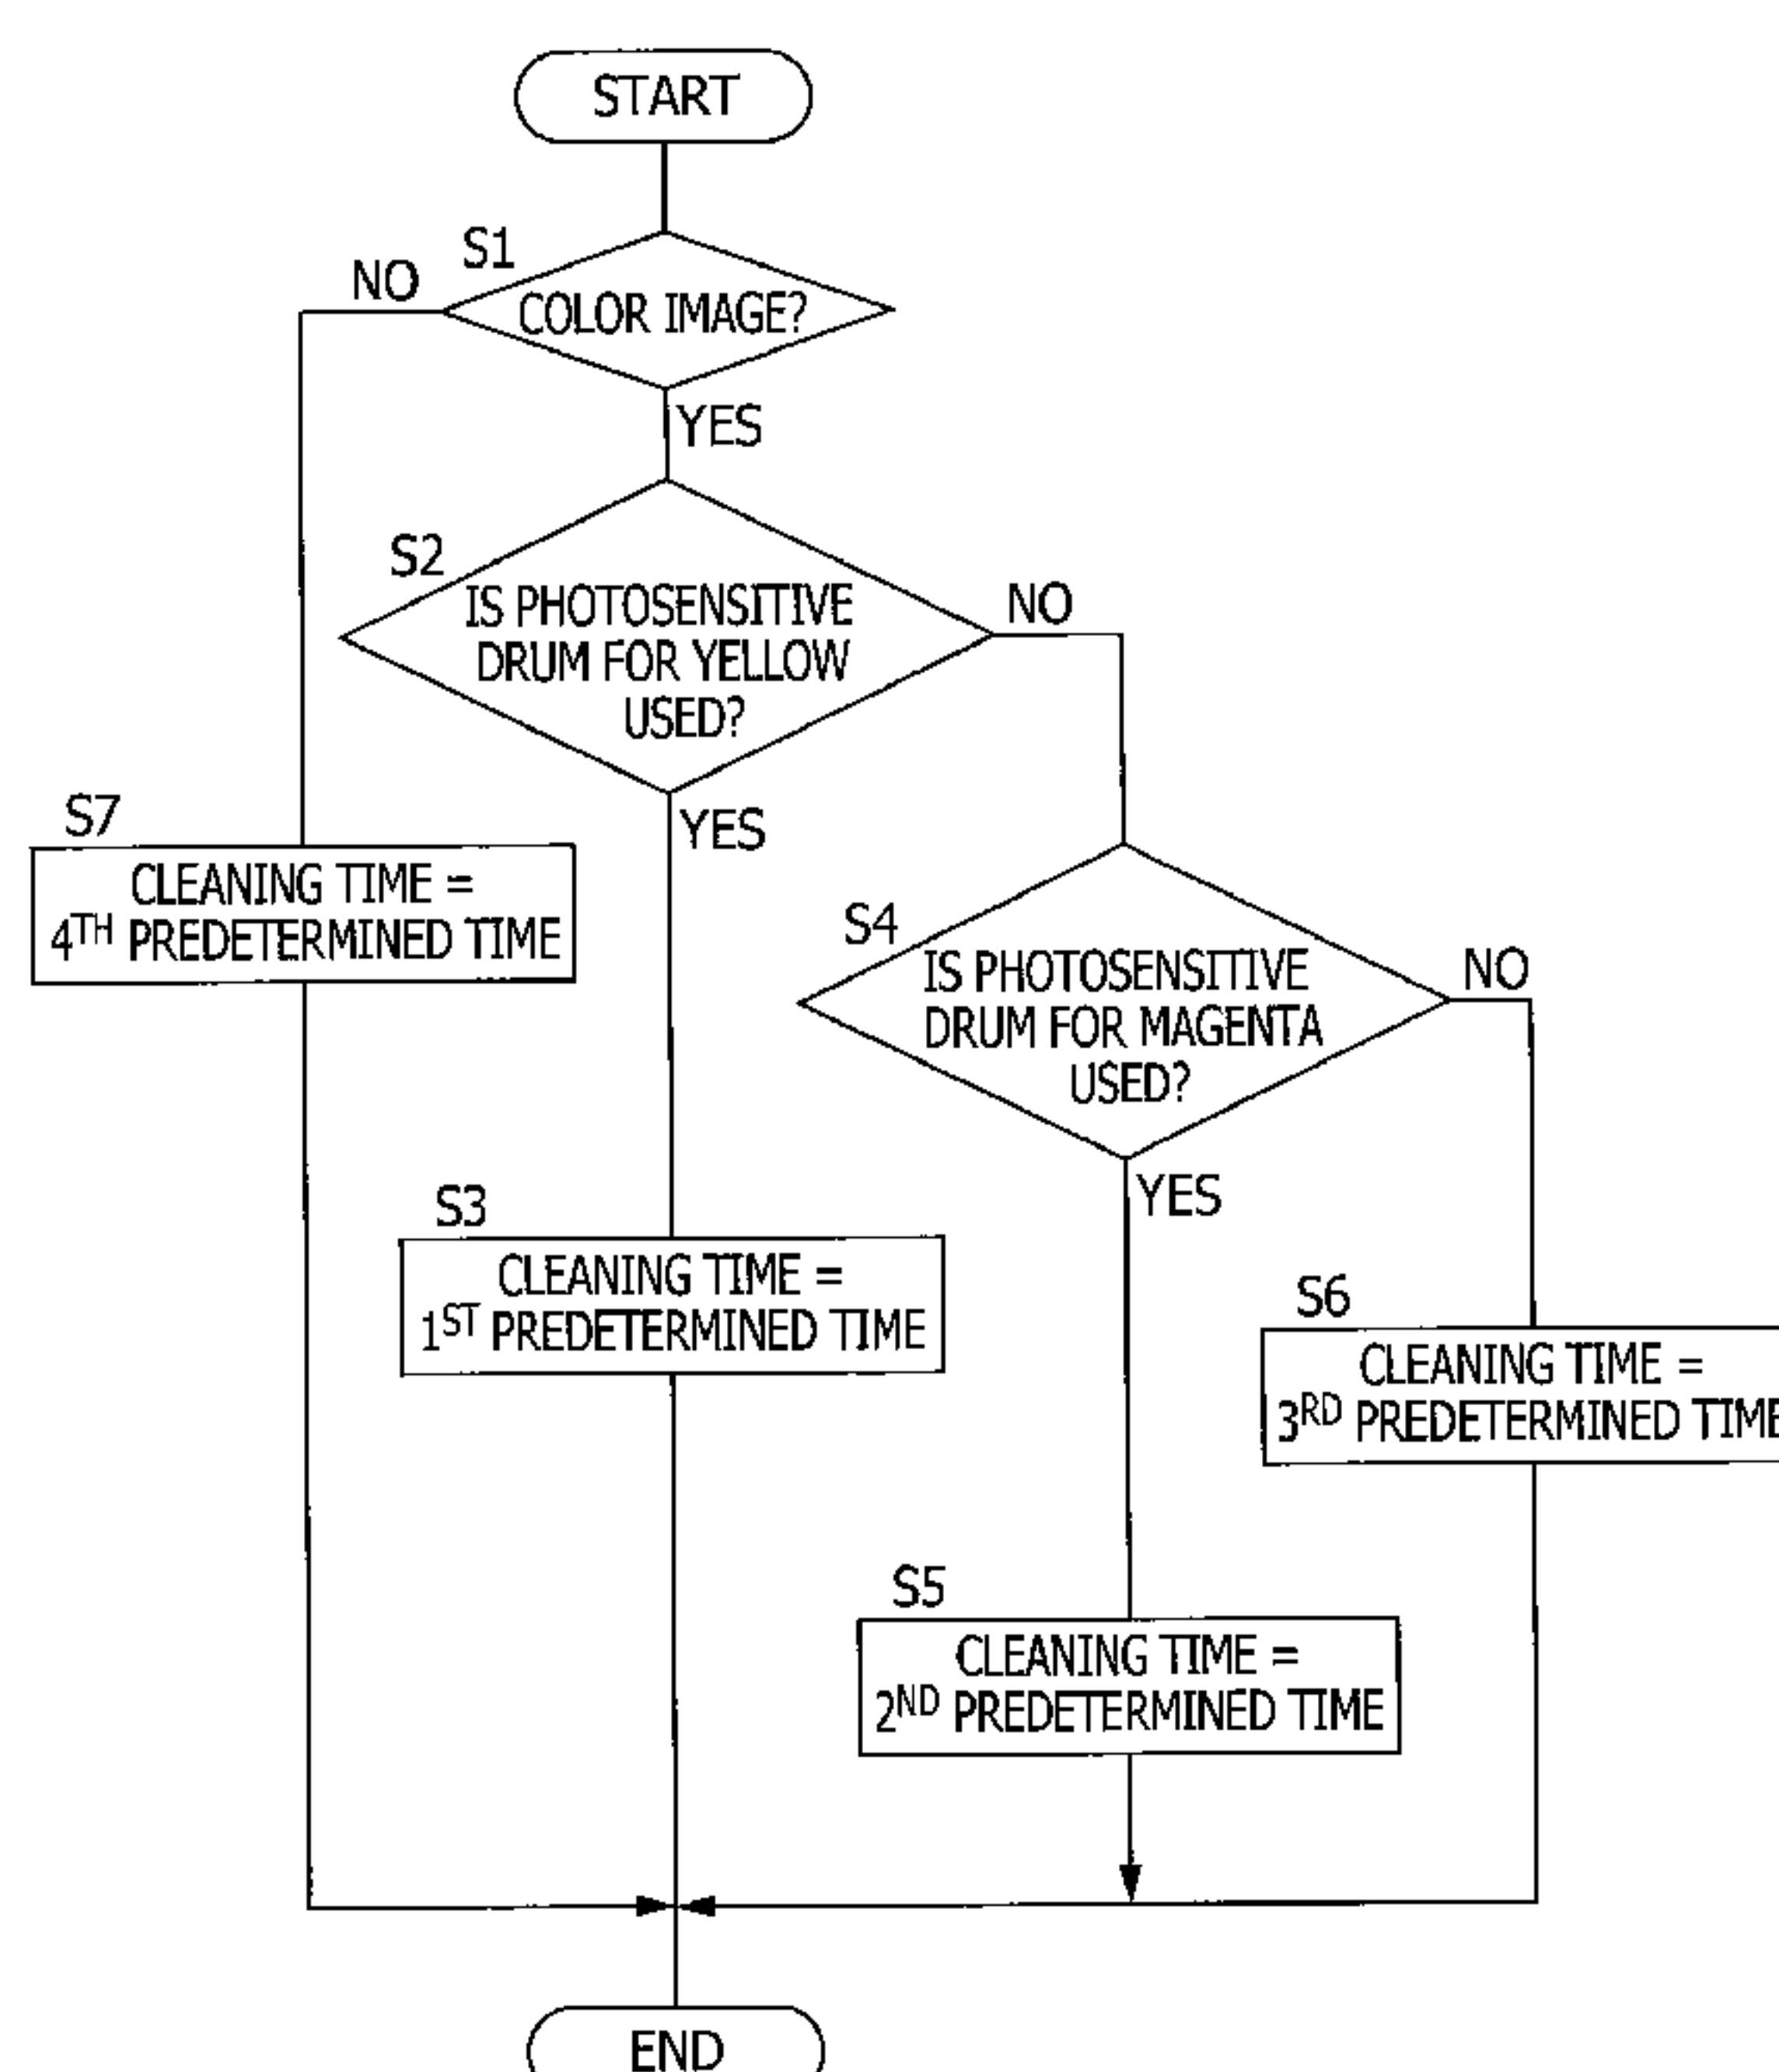 START
S1
NO
COLOR IMAGE?
YES
S2
IS PHOTOSENSITIVE
DRUM FOR YELLOW
USED?
NO
YES
S7
CLEANING TIME =
4TH PREDETERMINED TIME
S4
IS PHOTOSENSITIVE
DRUM FOR MAGENTA
USED?
NO
YES
S3
CLEANING TIME =
1ST PREDETERMINED TIME
S6
CLEANING TIME =
3RD PREDETERMINED TIME
S5
CLEANING TIME =
2ND PREDETERMINED TIME
END